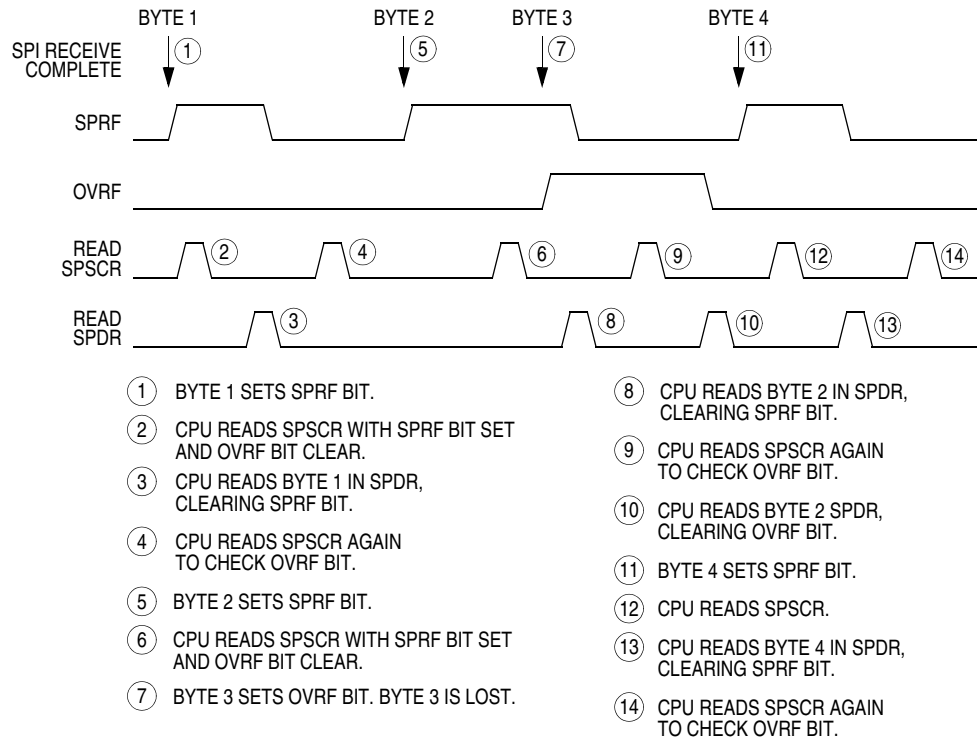 BYTE 1 BYTE 2 BYTE 3 BYTE 4
SPI RECEIVE
COMPLETE
1 5 7 11
SPRF
OVRF
READ
SPSCR
2 4 6 9 12 14
READ
SPDR
3 8 10 13
1 BYTE 1 SETS SPRF BIT.
2 CPU READS SPSCR WITH SPRF BIT SET
AND OVRF BIT CLEAR.
3 CPU READS BYTE 1 IN SPDR,
CLEARING SPRF BIT.
4 CPU READS SPSCR AGAIN
TO CHECK OVRF BIT.
5 BYTE 2 SETS SPRF BIT.
6 CPU READS SPSCR WITH SPRF BIT SET
AND OVRF BIT CLEAR.
7 BYTE 3 SETS OVRF BIT. BYTE 3 IS LOST.
8 CPU READS BYTE 2 IN SPDR,
CLEARING SPRF BIT.
9 CPU READS SPSCR AGAIN
TO CHECK OVRF BIT.
10 CPU READS BYTE 2 SPDR,
CLEARING OVRF BIT.
11 BYTE 4 SETS SPRF BIT.
12 CPU READS SPSCR.
13 CPU READS BYTE 4 IN SPDR,
CLEARING SPRF BIT.
14 CPU READS SPSCR AGAIN
TO CHECK OVRF BIT.